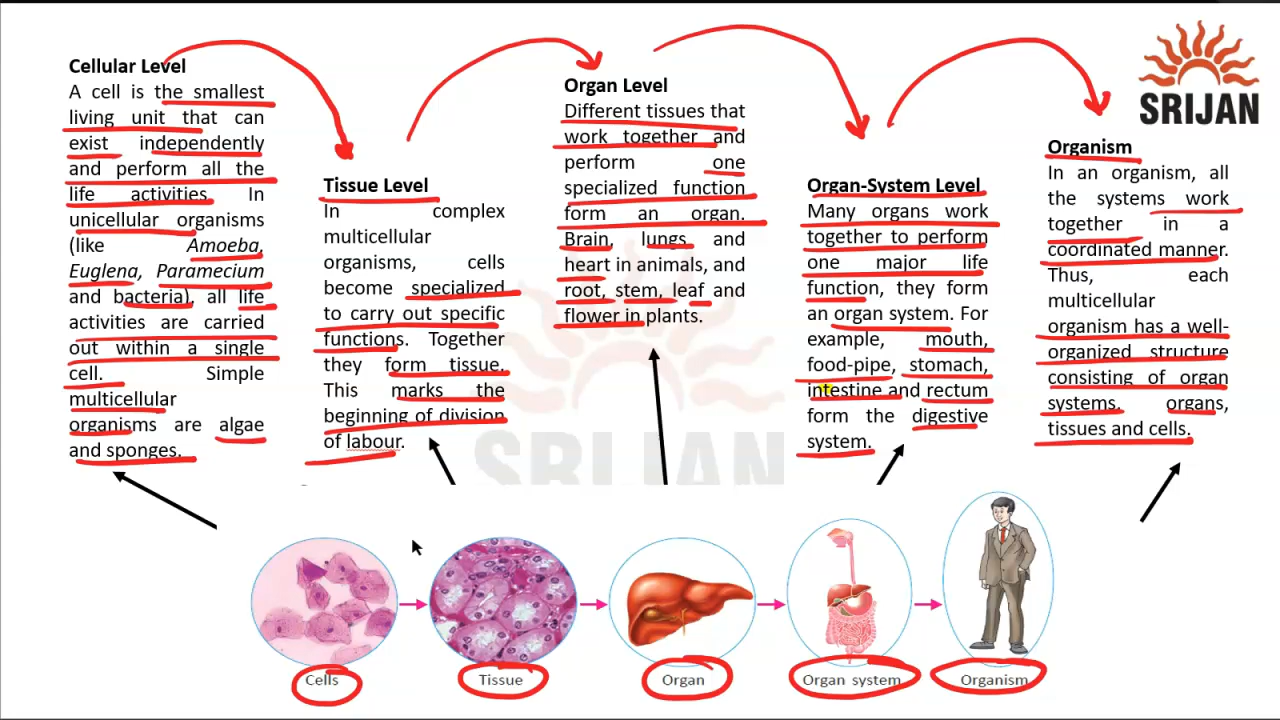 Cellular Level
A cell is the smallest
living unit that can
exist independently
and perform all the
life activities. In
unicellular organisms
(like Amoeba,
Euglena, Paramecium
and bacteria), all life
activities are carried
out within a single
cell. Simple
multicellular
organisms are algae
and sponges.
Tissue Level
In complex
multicellular
organisms, cells
become specialized
to carry out specific
functions. Together
they form tissue.
This marks the
beginning of division
of labour.
Organ Level
Different tissues that
work together and
perform one
specialized function
form an organ.
Brain, lungs and
heart in animals, and
root, stem, leaf and
flower in plants.
Organ-System Level
Many organs work
together to perform
one major life
function, they form
an organ system. For
example, mouth,
food-pipe, stomach,
intestine and rectum
form the digestive
system.
SRIJAN
Organism
In an organism, all
the systems work
together in a
coordinated manner.
Thus, each
multicellular
organism has a well-
organized structure
consisting of organ
systems, organs,
tissues and cells.
SRIJAN
Cells
Tissue
Organ
Organ system
Organism